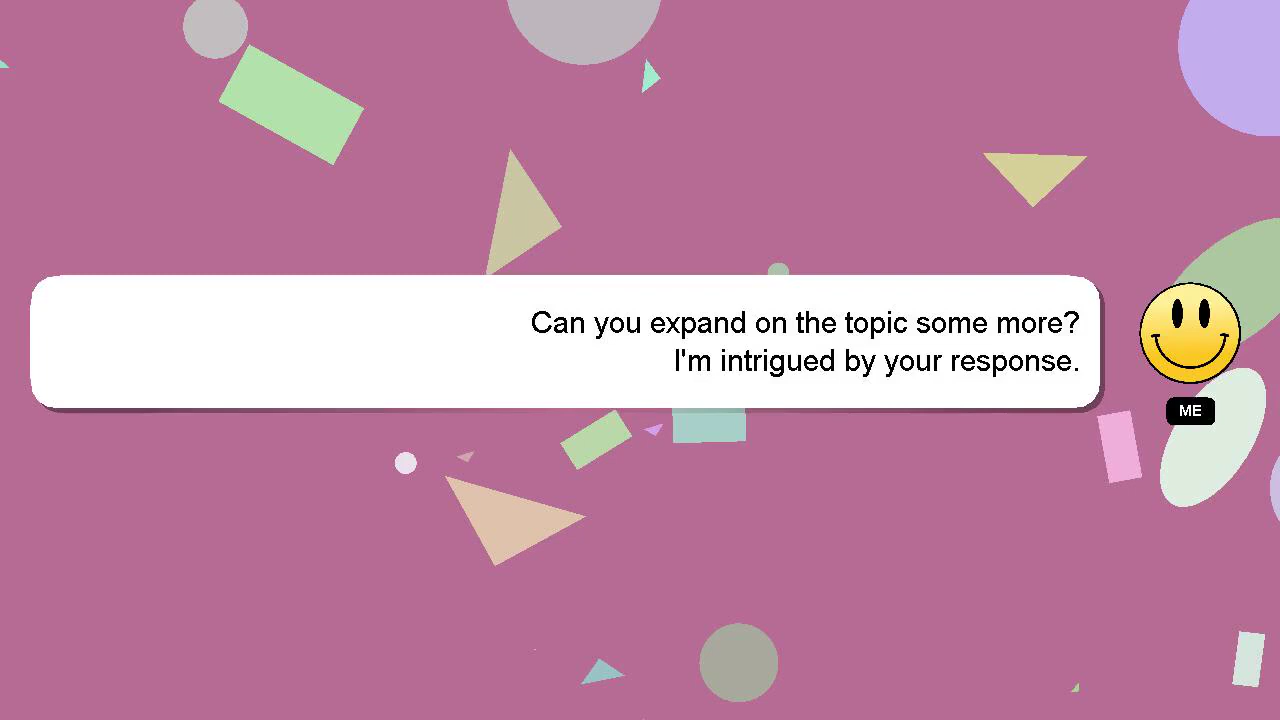 Can you expand on the topic some more?
I'm intrigued by your response.
ME